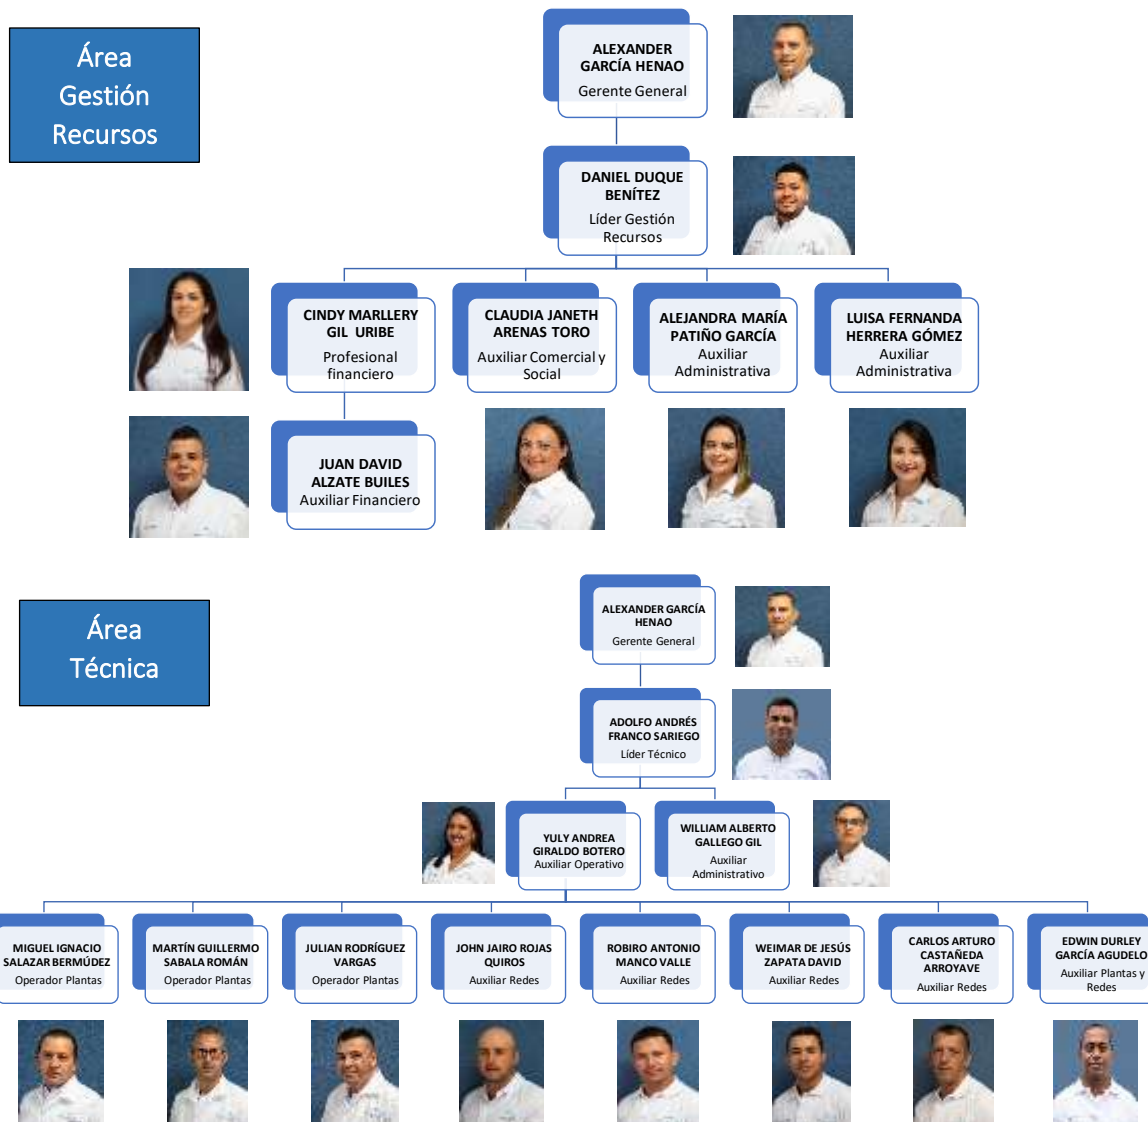 Área
Gestión
Recursos
ALEXANDER
GARCÍA HENAO
Gerente General
DANIEL DUQUE
BENÍTEZ
Líder Gestión
Recursos
CINDY MARLLERY
GIL URIBE
Profesional
financiero
CLAUDIA JANETH
ARENAS TORO
Auxiliar Comercial y
Social
ALEJANDRA MARÍA
PATIÑO GARCÍA
Auxiliar
Administrativa
LUISA FERNANDA
HERRERA GÓMEZ
Auxiliar
Administrativa
JUAN DAVID
ALZATE BUILES
Auxiliar Financiero
Área
Técnica
ALEXANDER GARCÍA
HENAO
Gerente General
ADOLFO ANDRÉS
FRANCO SARIEGO
Líder Técnico
YULY ANDREA
GIRALDO BOTERO
Auxiliar Operativo
WILLIAM ALBERTO
GALLEGO GIL
Auxiliar
Administrativo
MIGUEL IGNACIO
SALAZAR BERMÚDEZ
Operador Plantas
MARTÍN GUILLERMO
SABALA ROMÁN
Operador Plantas
JULIAN RODRÍGUEZ
VARGAS
Operador Plantas
JOHN JAIRO ROJAS
QUIROS
Auxiliar Redes
ROBIRO ANTONIO
MANCO VALLE
Auxiliar Redes
WEIMAR DE JESÚS
ZAPATA DAVID
Auxiliar Redes
CARLOS ARTURO
CASTAÑEDA
ARROYAVE
Auxiliar Redes
EDWIN DURLEY
GARCÍA AGUDELO
Auxiliar Plantas y
Redes